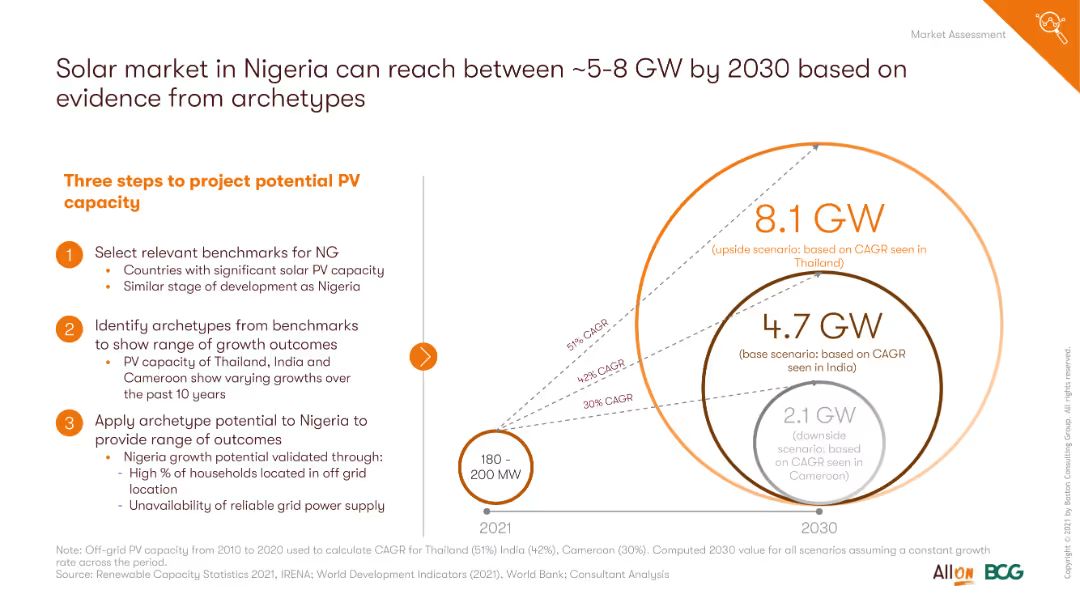 Market Assessment
Solar market in Nigeria can reach between ~5-8 GW by 2030 based on
evidence from archetypes
Three steps to project potential PV
capacity
1 Select relevant benchmarks for NG
• Countries with significant solar PV capacity
• Similar stage of development as Nigeria
2 Identify archetypes from benchmarks
to show range of growth outcomes
• PV capacity of Thailand, India and
Cameroon show varying growths over
the past 10 years
3 Apply archetype potential to Nigeria to
provide range of outcomes
• Nigeria growth potential validated through:
- High % of households located in off grid
location
- Unavailability of reliable grid power supply
8.1 GW
(upside scenario: based on CAGR seen in
Thailand)
4.7 GW
(base scenario: based on CAGR
seen in India)
2.1 GW
(downside
scenario: based
on CAGR seen in
Cameroon)
51% CAGR
42% CAGR
30% CAGR
180 -
200 MW
2021
2030
Note: Off-grid PV capacity from 2010 to 2020 used to calculate CAGR for Thailand (51%) India (42%), Cameroon (30%). Computed 2030 value for all scenarios assuming a constant growth
rate across the period.
Source: Renewable Capacity Statistics 2021, IRENA; World Development Indicators (2021), World Bank; Consultant Analysis
All on BCG
Copyright © 2021 by Boston Consulting Group. All rights reserved.